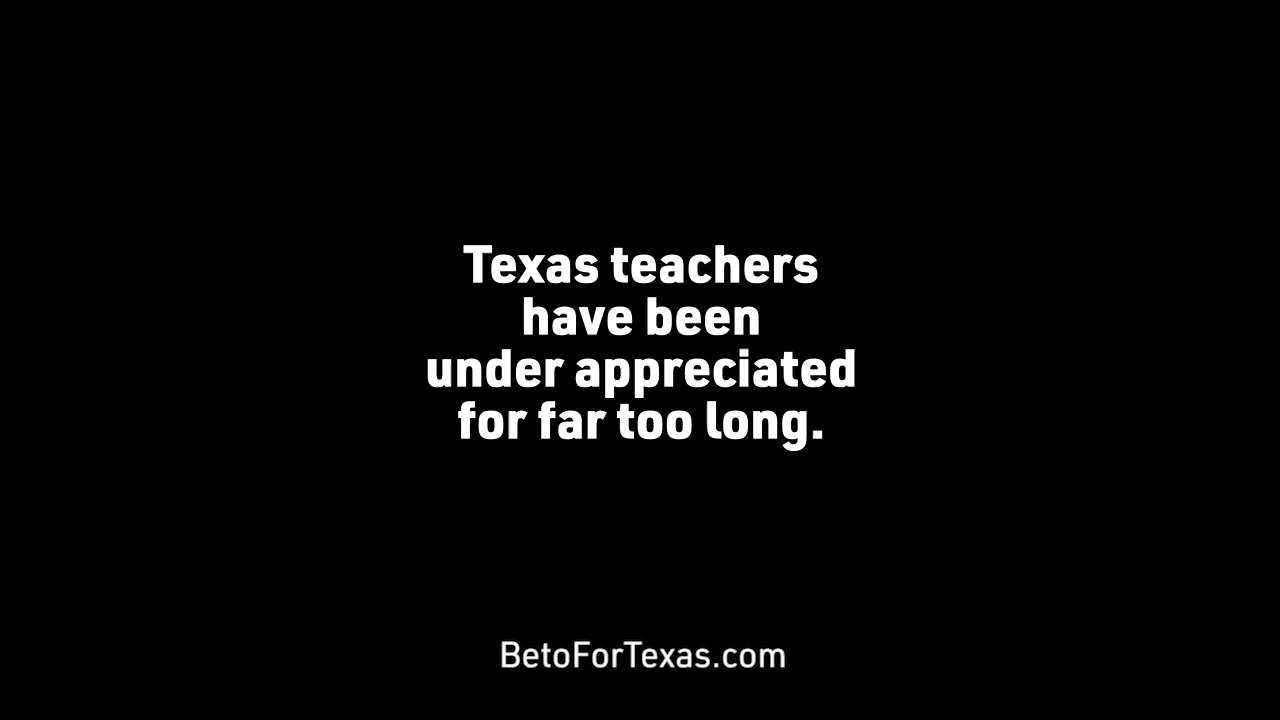 Texas teachers
have been
under appreciated
for far too long.
BetoForTexas.com